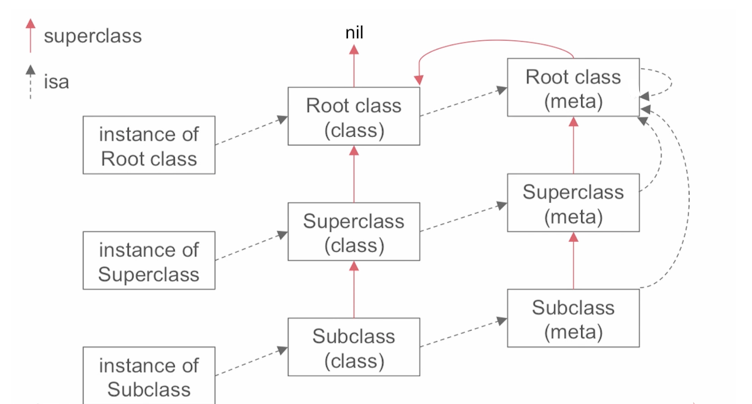 superclass
isa
nil
Root class
(class)
Root class
(meta)
instance of
Root class
Superclass
(class)
Superclass
(meta)
instance of
Superclass
Subclass
(class)
Subclass
(meta)
instance of
Subclass